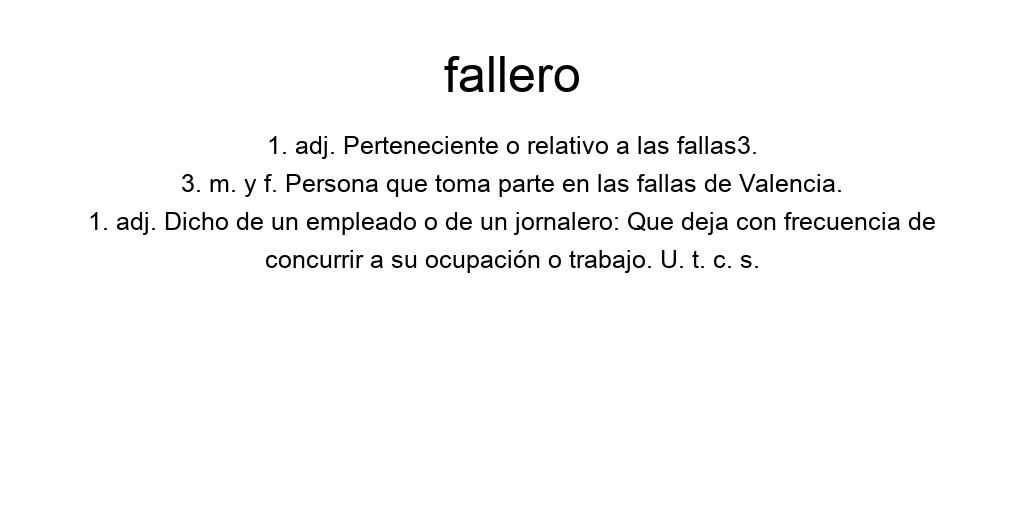 fallero
1. adj. Perteneciente o relativo a las fallas3.
3. m. y f. Persona que toma parte en las fallas de Valencia.
1. adj. Dicho de un empleado o de un jornalero: Que deja con frecuencia de
concurrir a su ocupación o trabajo. U. t. c. s.